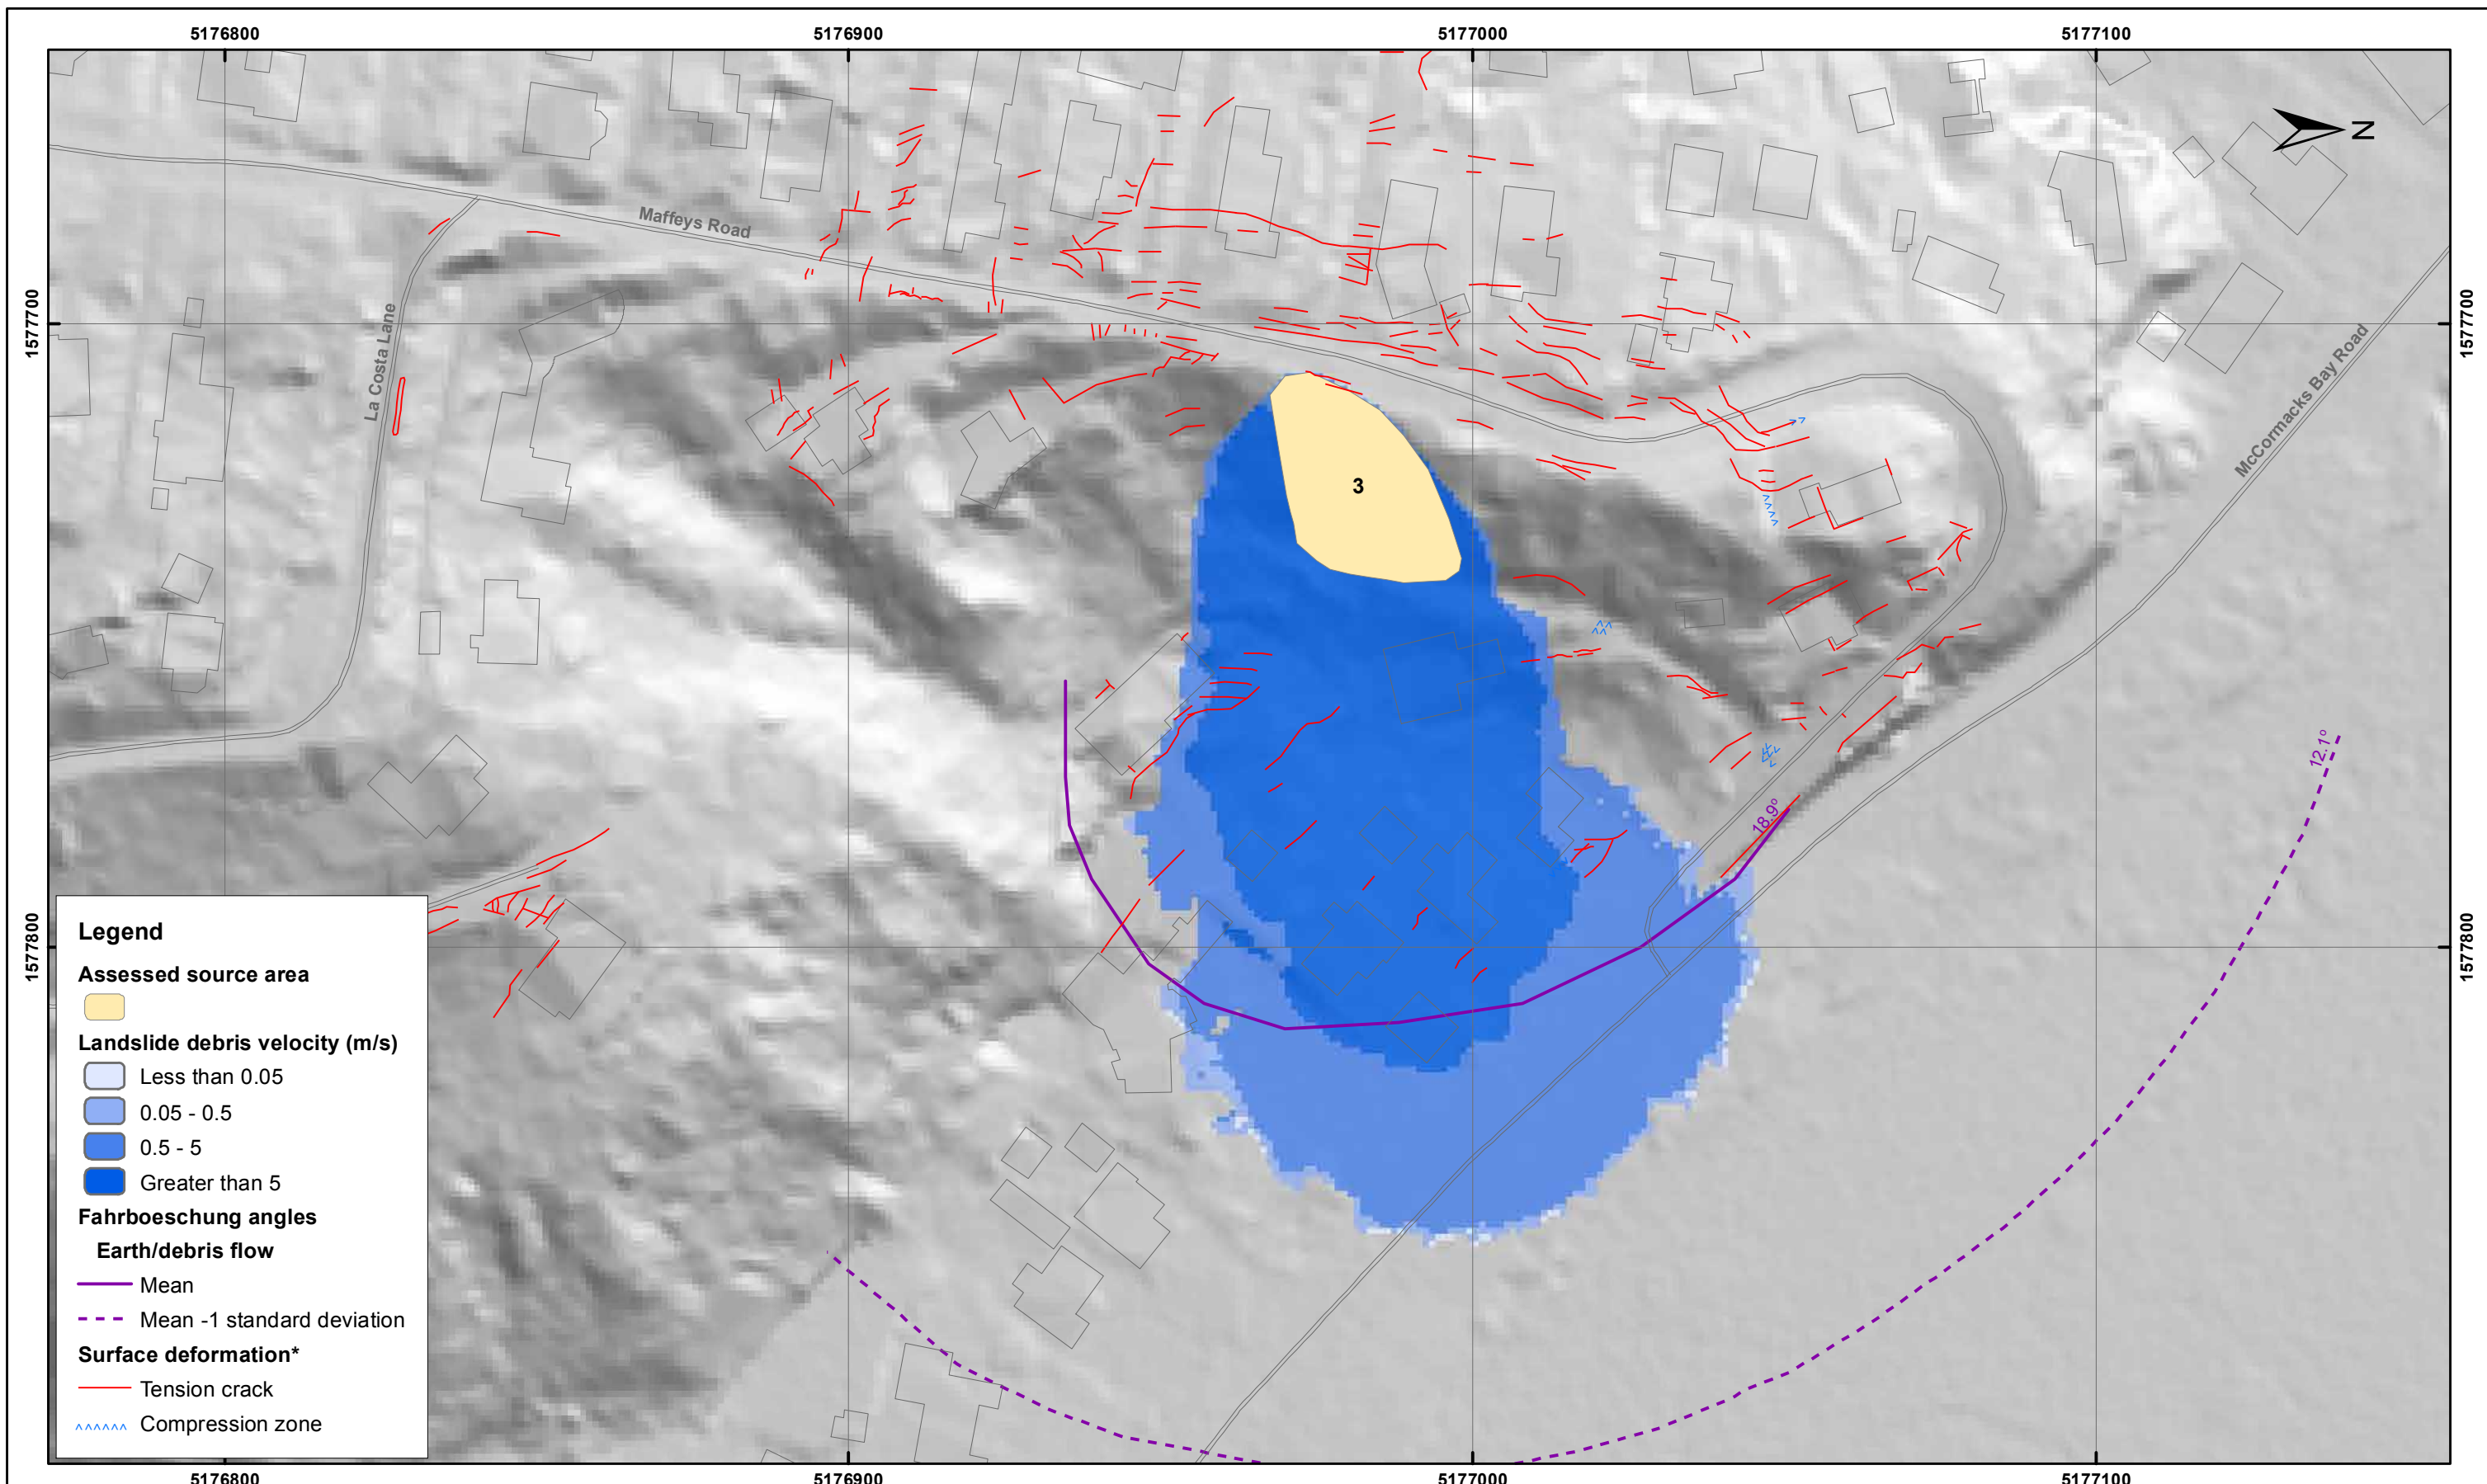 5176800 5176900 5177000 5177100
N
Maffeys Road
La Costa Lane
McCormacks Bay Road
1577700 1577700
3
12.1º
18.9º
1577800 1577800
Legend
Assessed source area
Landslide debris velocity (m/s)
Less than 0.05
0.05 - 0.5
0.5 - 5
Greater than 5
Fahrboeschung angles
Earth/debris flow
Mean
Mean -1 standard deviation
Surface deformation*
Tension crack
Compression zone
5176800 5176900 5177000 5177100